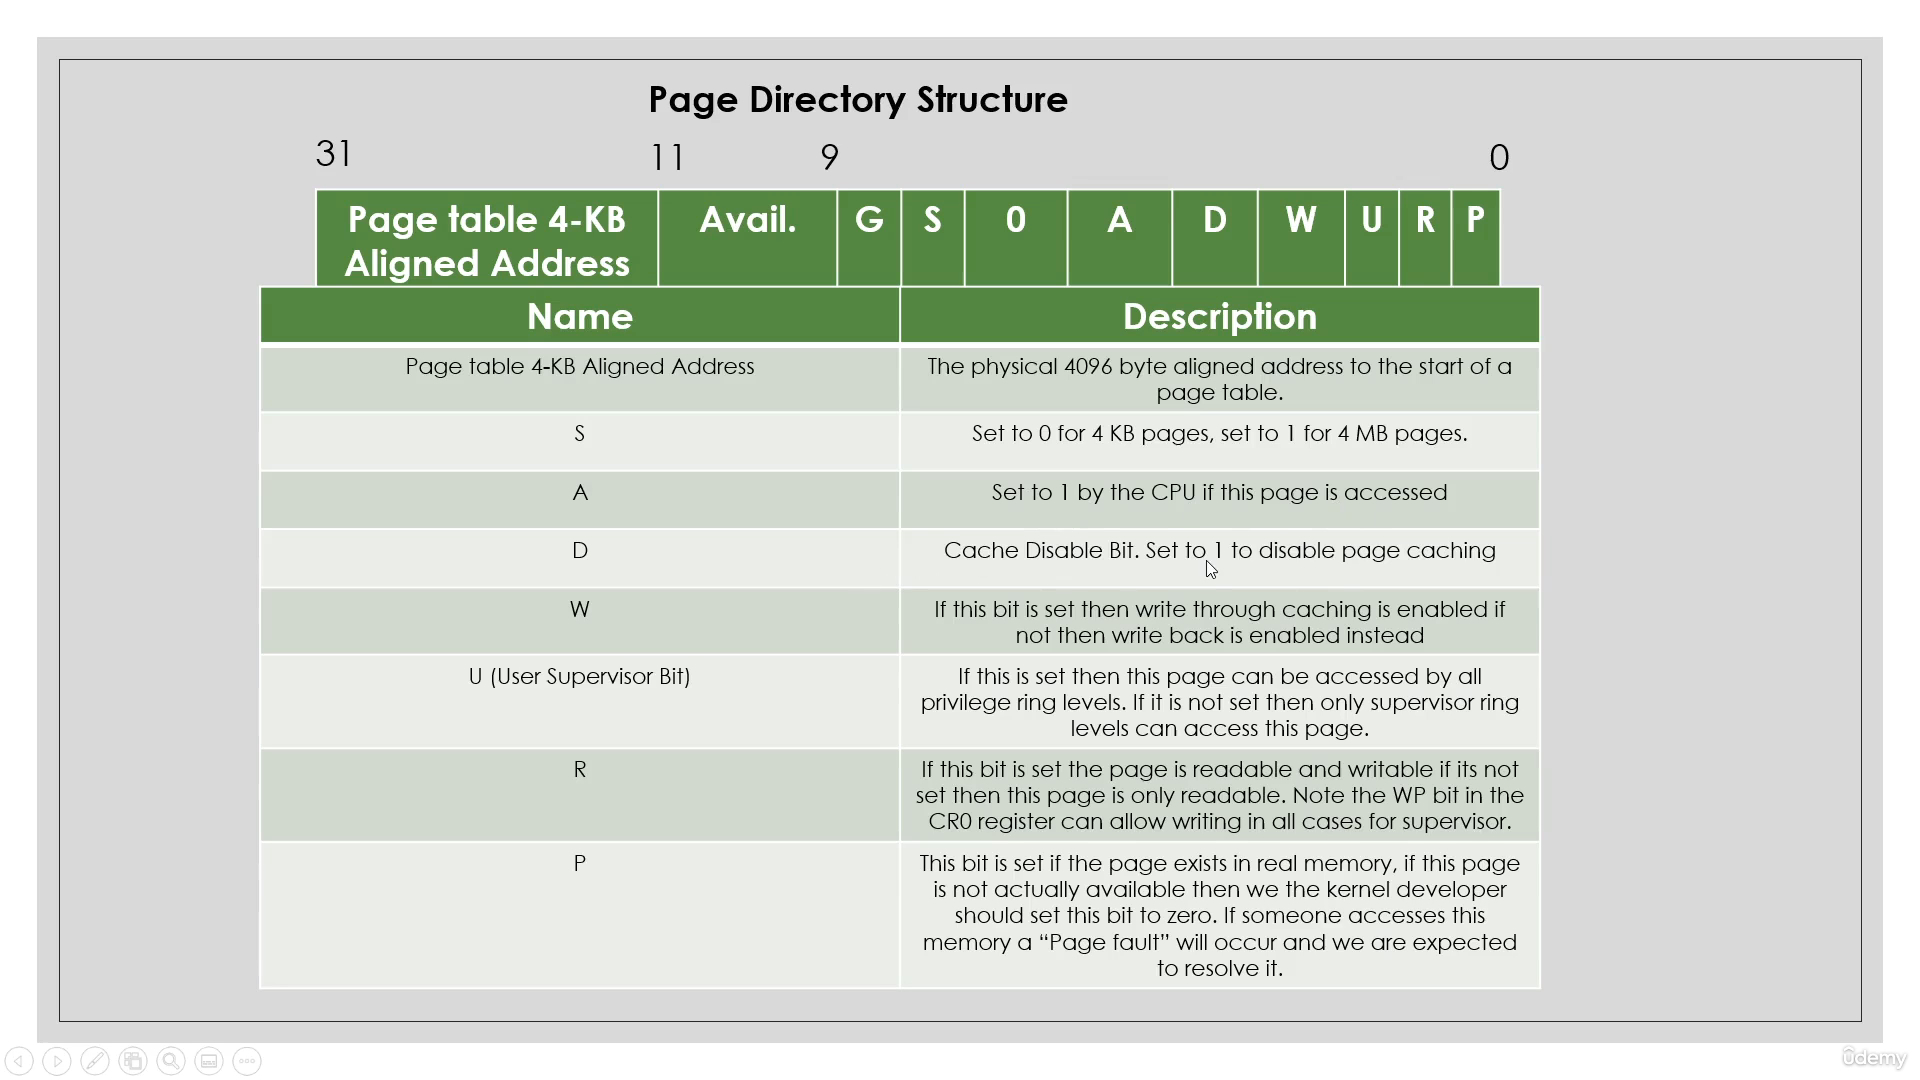 Page Directory Structure
31 11 9 0
Page table 4-KB Aligned Address Avail. G S 0 A D W U R P
Name Description
Page table 4-KB Aligned Address The physical 4096 byte aligned address to the start of a
page table.
S Set to 0 for 4 KB pages, set to 1 for 4 MB pages.
A Set to 1 by the CPU if this page is accessed
D Cache Disable Bit. Set to 1 to disable page caching
W If this bit is set then write through caching is enabled if
not then write back is enabled instead
U (User Supervisor Bit) If this is set then this page can be accessed by all
privilege ring levels. If it is not set then only supervisor ring
levels can access this page.
R If this bit is set the page is readable and writable if its not
set then this page is only readable. Note the WP bit in the
CR0 register can allow writing in all cases for supervisor.
P This bit is set if the page exists in real memory, if this page
is not actually available then we the kernel developer
should set this bit to zero. If someone accesses this
memory a “Page fault” will occur and we are expected
to resolve it.
ûdemy